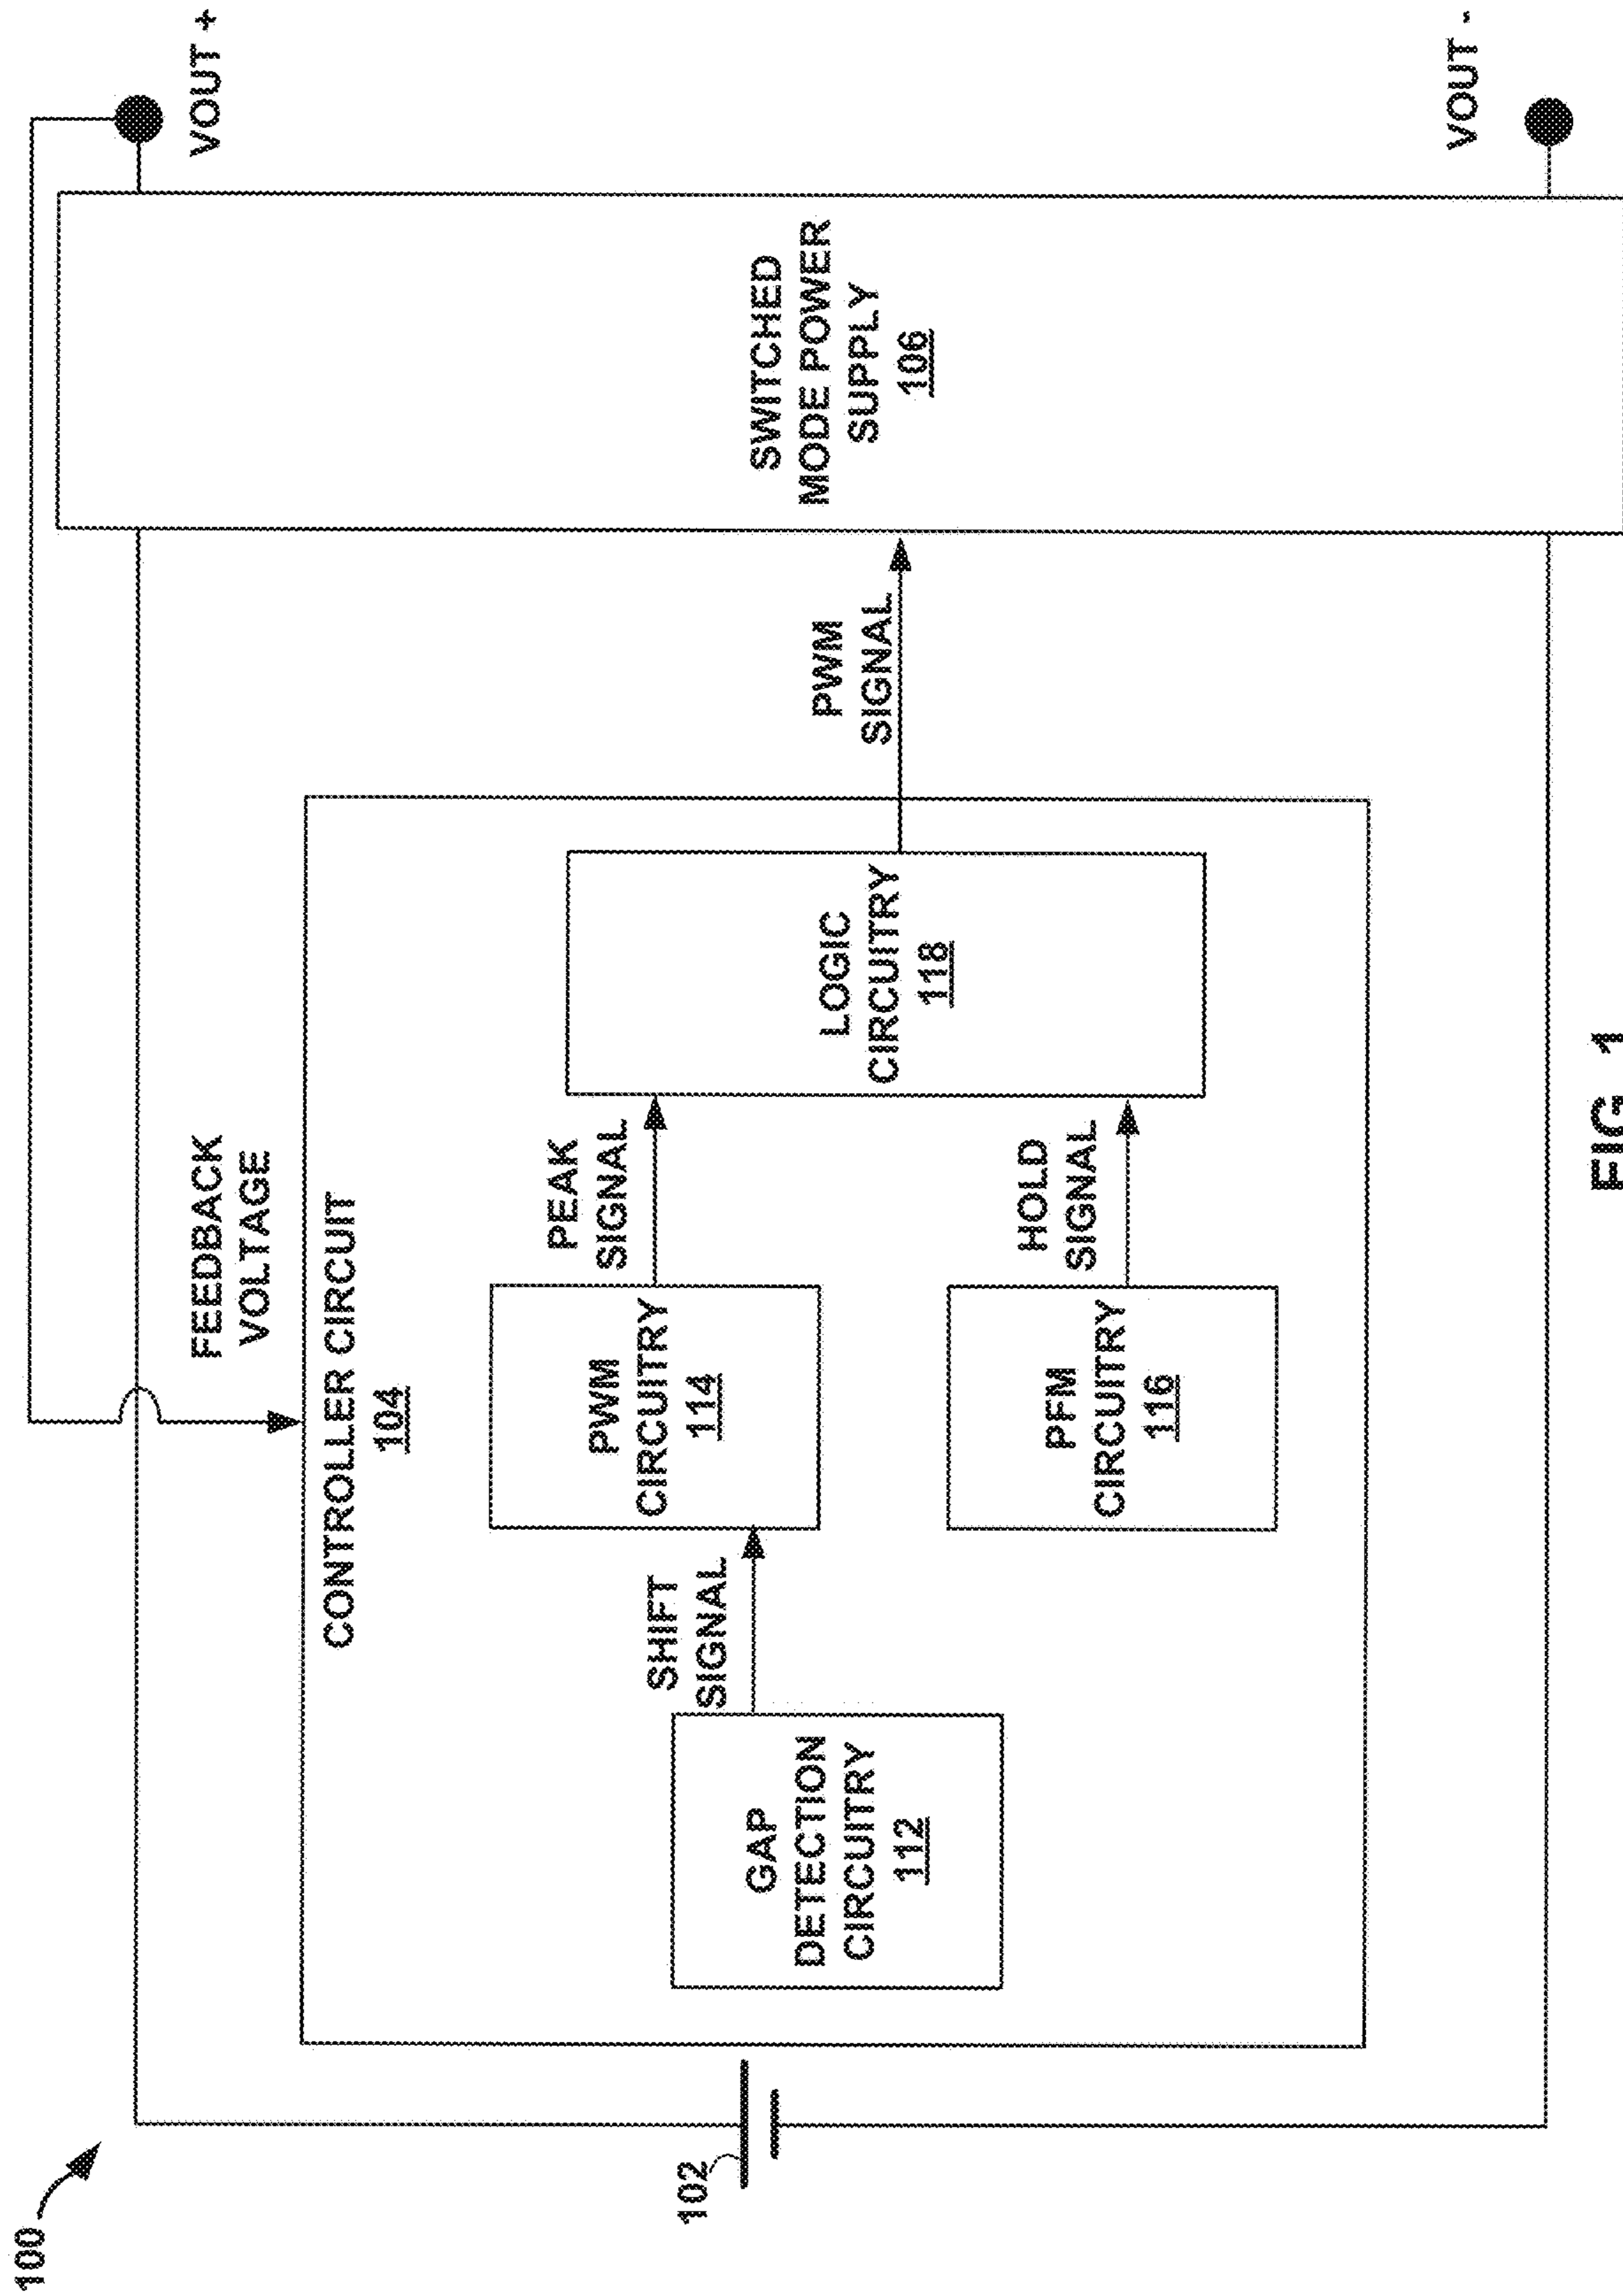 100
FEEDBACK
VOLTAGE
VOUT +
CONTROLLER CIRCUIT
104
102
GAP
DETECTION
CIRCUITRY
112
SHIFT
SIGNAL
PWM
CIRCUITRY
114
PEAK
SIGNAL
PFM
CIRCUITRY
116
HOLD
SIGNAL
LOGIC
CIRCUITRY
118
PWM
SIGNAL
SWITCHED
MODE POWER
SUPPLY
106
VOUT -
FIG. 1